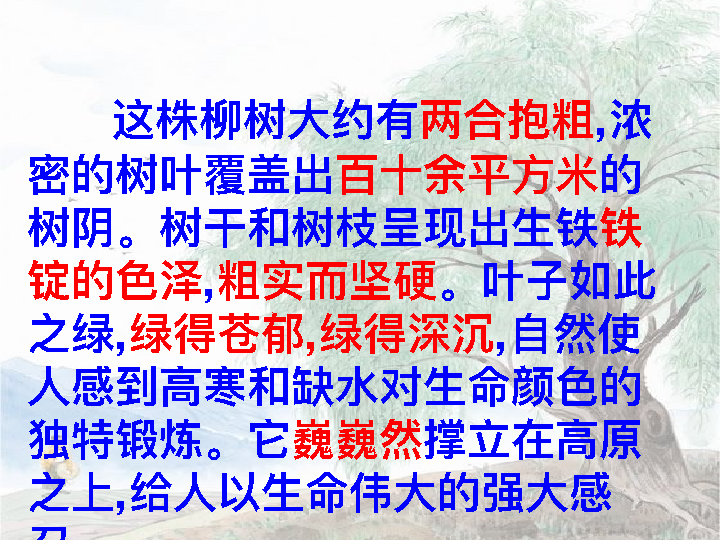 这株柳树大约有两合抱粗,浓
密的树叶覆盖出百十余平方米的
树阴。树干和树枝呈现出生铁铁
锭的色泽,粗实而坚硬。叶子如此
之绿,绿得苍郁,绿得深沉,自然使
人感到高寒和缺水对生命颜色的
独特锻炼。它巍巍然撑立在高原
之上,给人以生命伟大的强大感